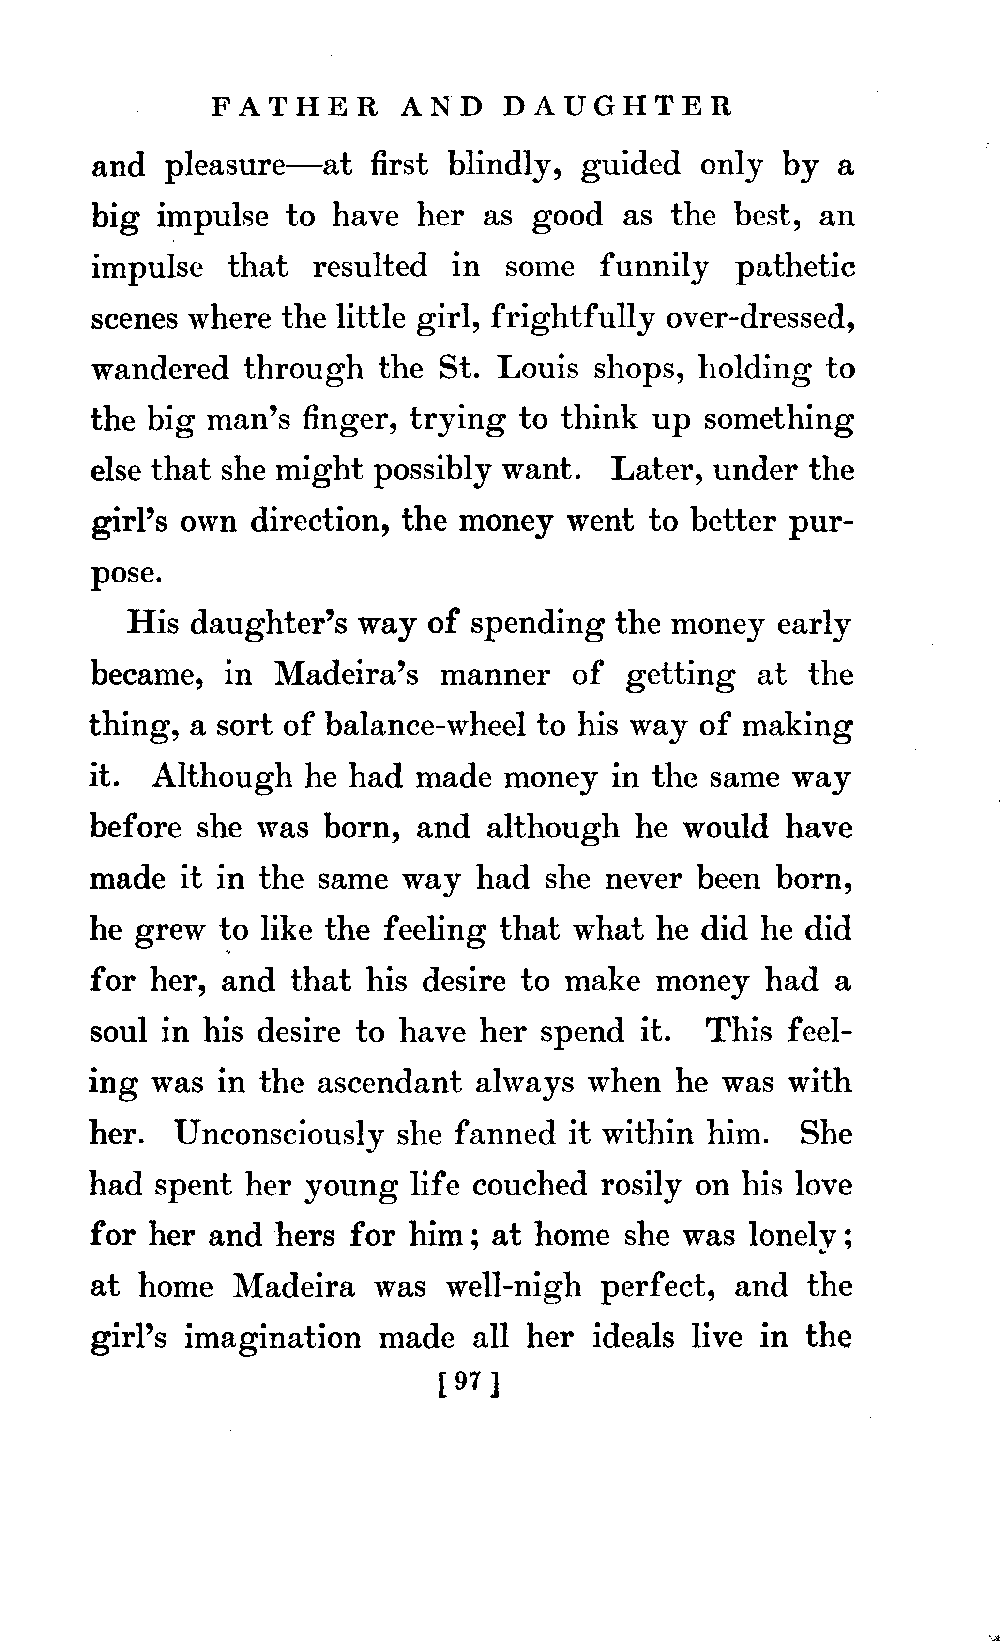 FATHER AND DAUGHTER
and pleasure—at first blindly, guided only by a
big impulse to have her as good as the best, an
impulse that resulted in some funnily pathetic
scenes where the little girl, frightfully over-dressed,
wandered through the St. Louis shops, holding to
the big man's finger, trying to think up something
else that she might possibly want. Later, under the
girl's own direction, the money went to better pur-
pose.
His daughter's way of spending the money early
became, in Madeira's manner of getting at the
thing, a sort of balance-wheel to his way of making
it. Although he had made money in the same way
before she was born, and although he would have
made it in the same way had she never been born,
he grew to like the feeling that what he did he did
for her, and that his desire to make money had a
soul in his desire to have her spend it. This feel-
ing was in the ascendant always when he was with
her. Unconsciously she fanned it within him. She
had spent her young life couched rosily on his love
for her and hers for him; at home she was lonely;
at home Madeira was well-nigh perfect, and the
girl's imagination made all her ideals live in the
[97]